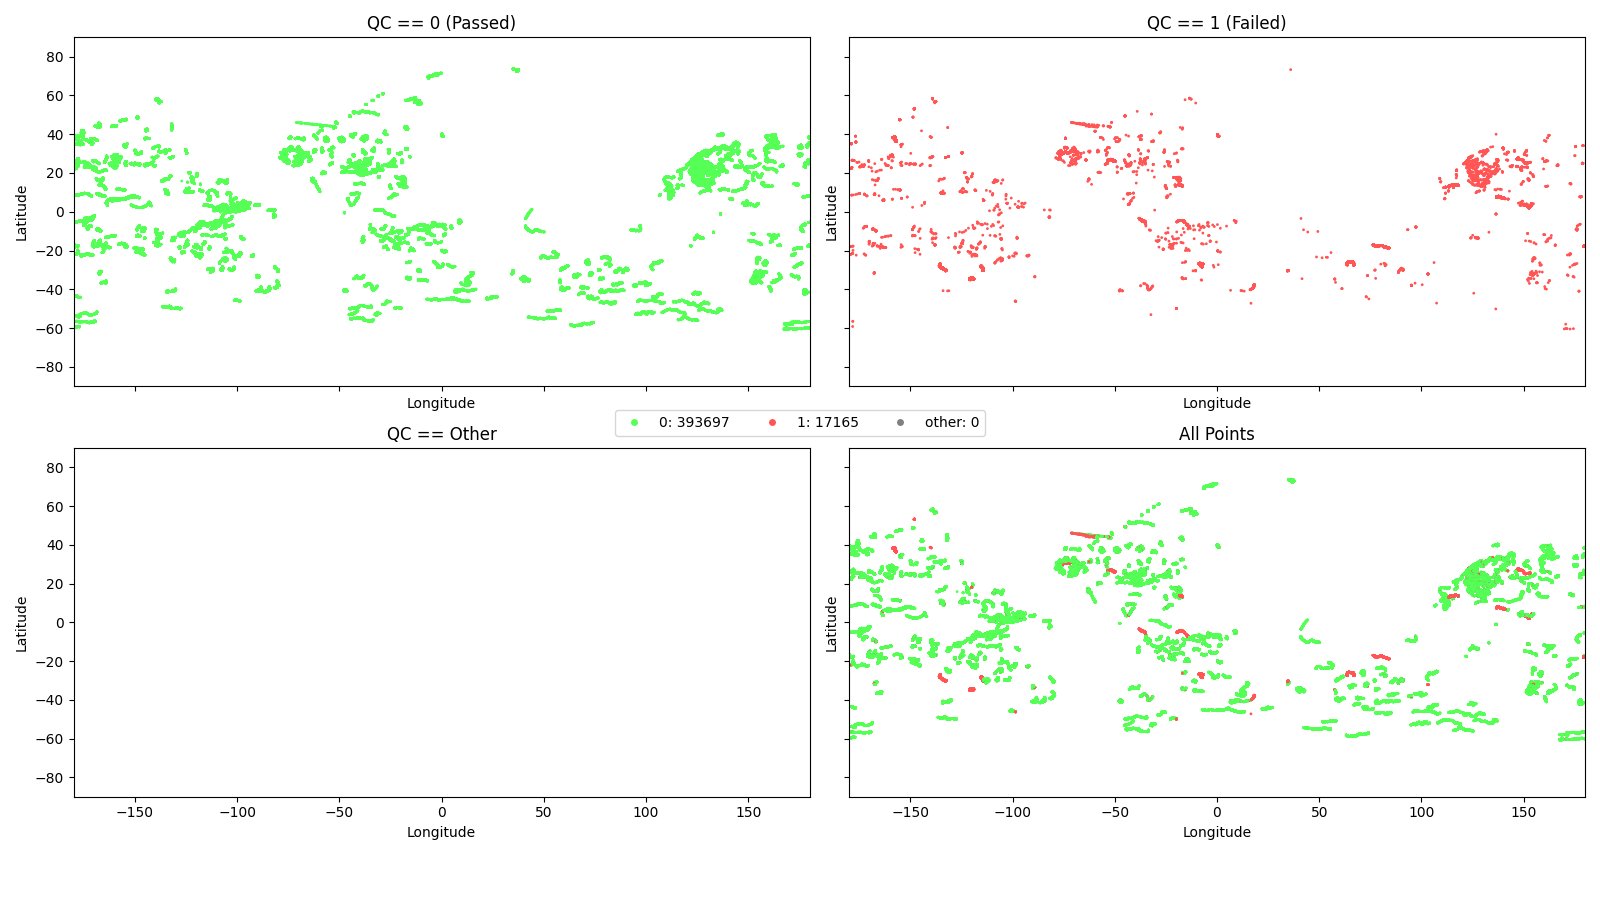 QC == 0 (Passed)
QC == 1 (Failed)
80
60
40
20
0
−20
−40
−60
−80
Latitude
Latitude
Longitude
Longitude
0: 393697 1: 17165 other: 0
QC == Other
All Points
80
60
40
20
0
−20
−40
−60
−80
Latitude
Latitude
−150 −100 −50 0 50 100 150
−150 −100 −50 0 50 100 150
Longitude
Longitude